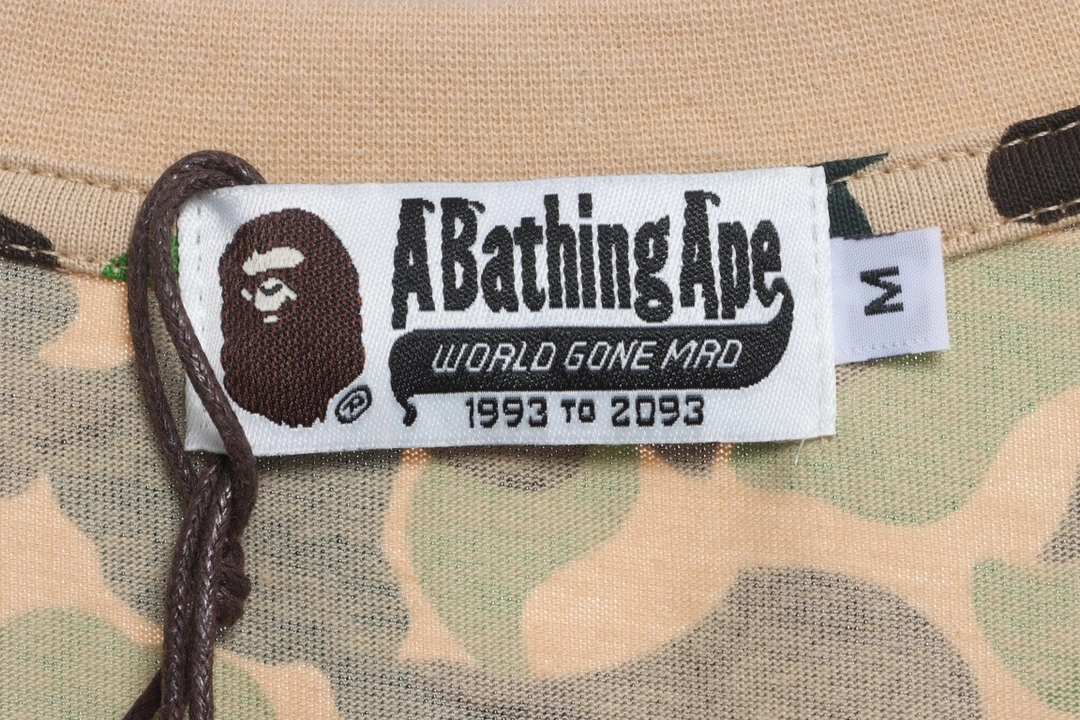 A Bathing Ape
WORLD GONE MAD
1993 TO 2093
®
M